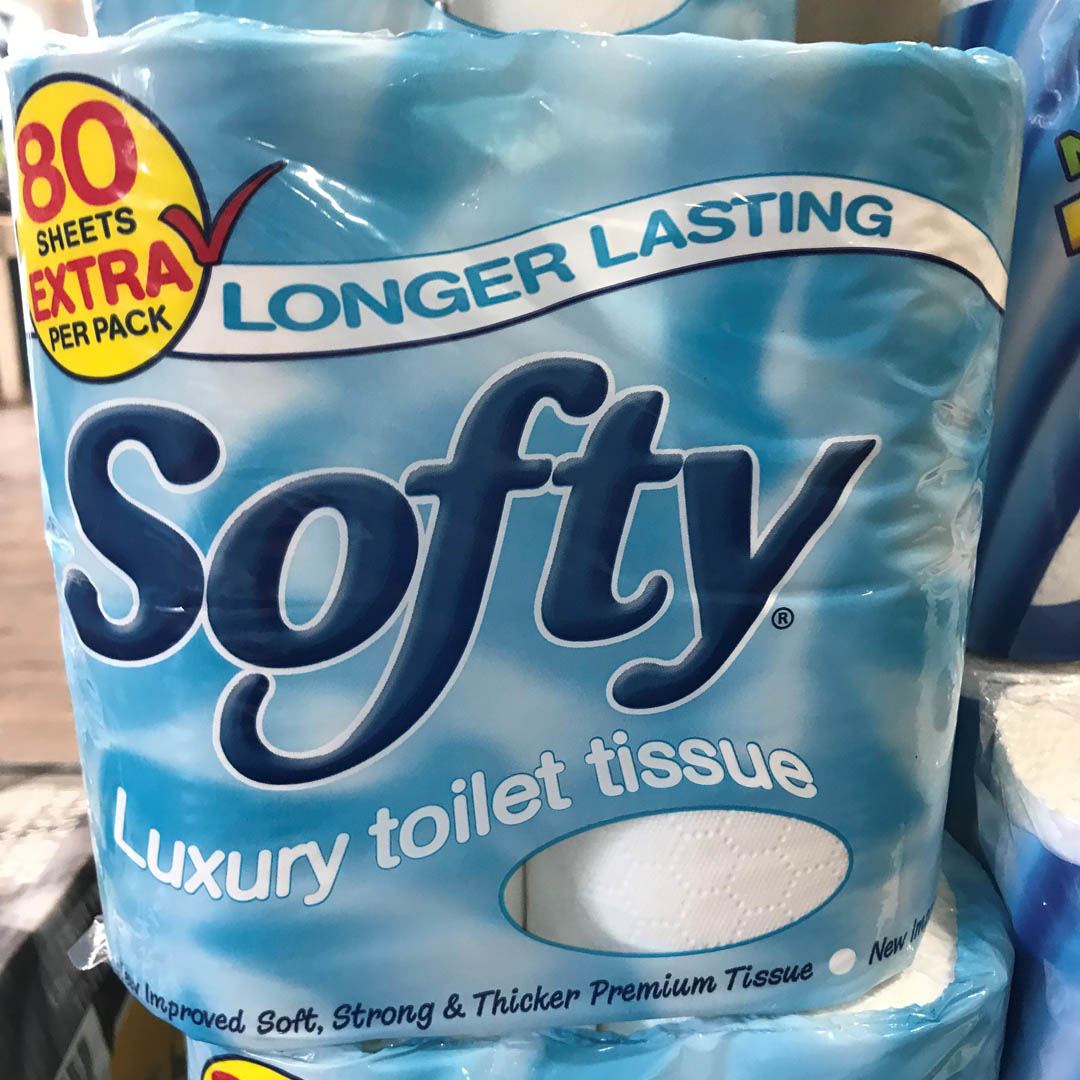 80
SHEETS
EXTRA
PER PACK
LONGER LASTING
Softy
®
Luxury toilet tissue
Improved Soft, Strong & Thicker Premium Tissue
New